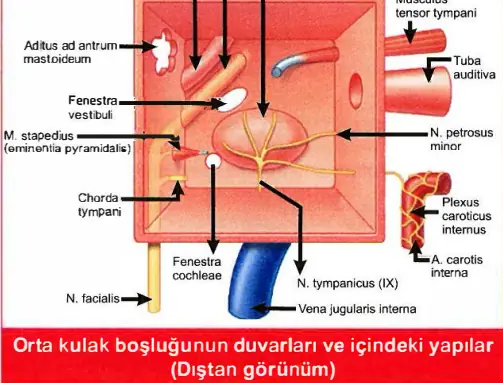 Musculus
tensor tympani
Aditus ad antrum
mastoideum
Tuba
auditiva
Fenestra
vestibuli
M. stapedius
(eminentia pyramidalis)
N. petrosus
minor
Chorda
tympani
Plexus
caroticus
internus
Fenestra
cochleae
A. carotis
interna
N. tympanicus (IX)
N. facialis
Vena jugularis interna
Orta kulak boşluğunun duvarları ve içindeki yapılar
(Dıştan görünüm)